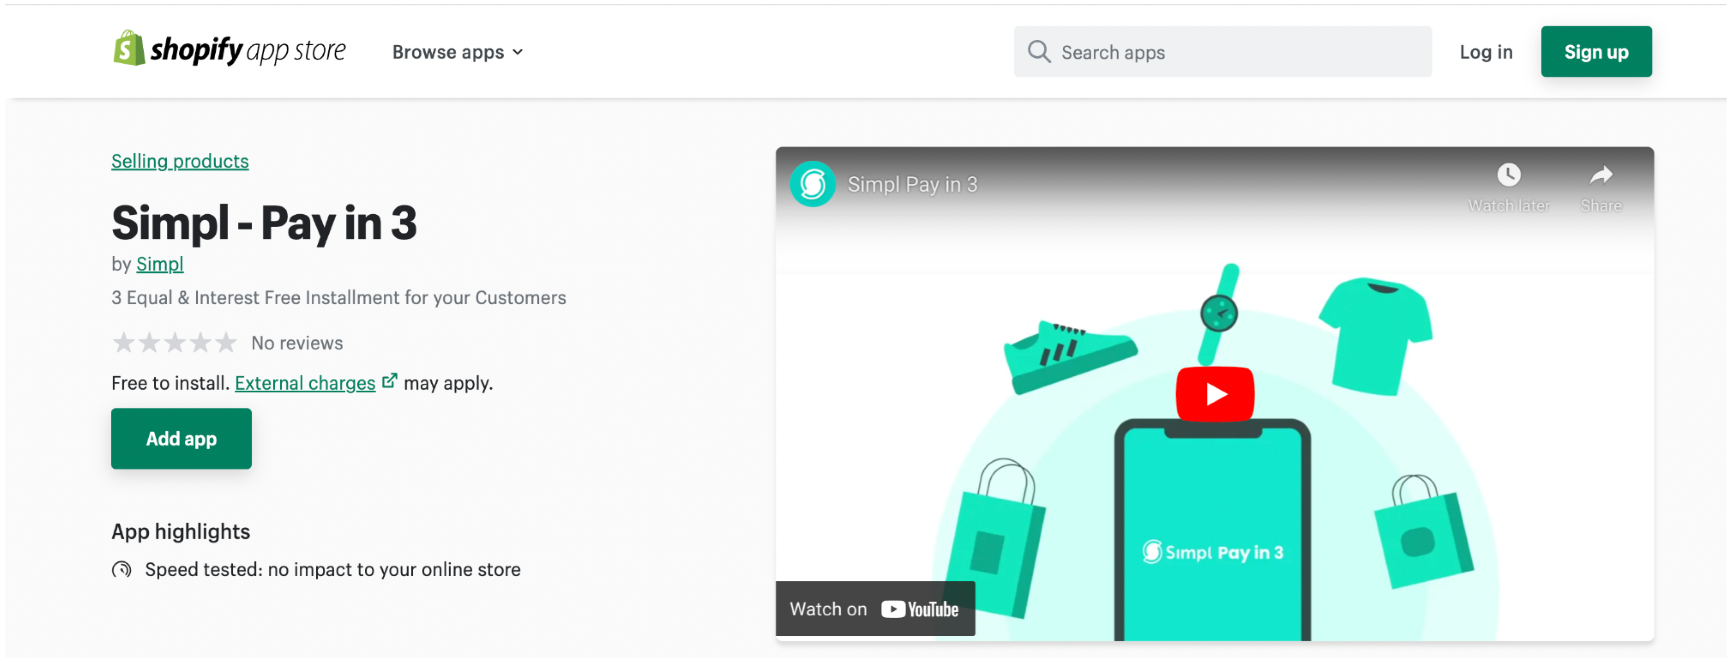 shopify app store
Browse apps
Search apps
Log in
Sign up
Selling products
Simpl - Pay in 3
by Simpl
3 Equal & Interest Free Installment for your Customers
No reviews
Free to install. External charges may apply.
Add app
App highlights
Speed tested: no impact to your online store
Simpl Pay in 3
Watch later
Share
Sımpl Pay in 3
Watch on YouTube